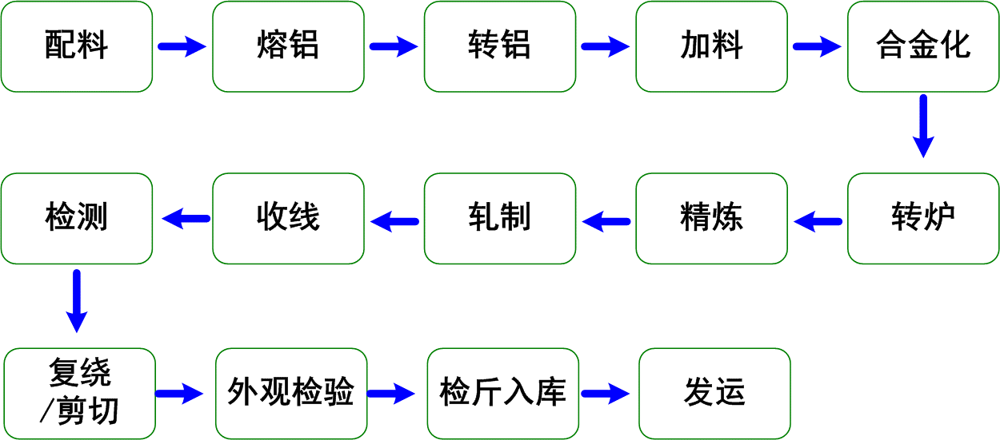 配料
熔铝
转铝
加料
合金化
转炉
精炼
轧制
收线
检测
复绕
/剪切
外观检验
检斤入库
发运